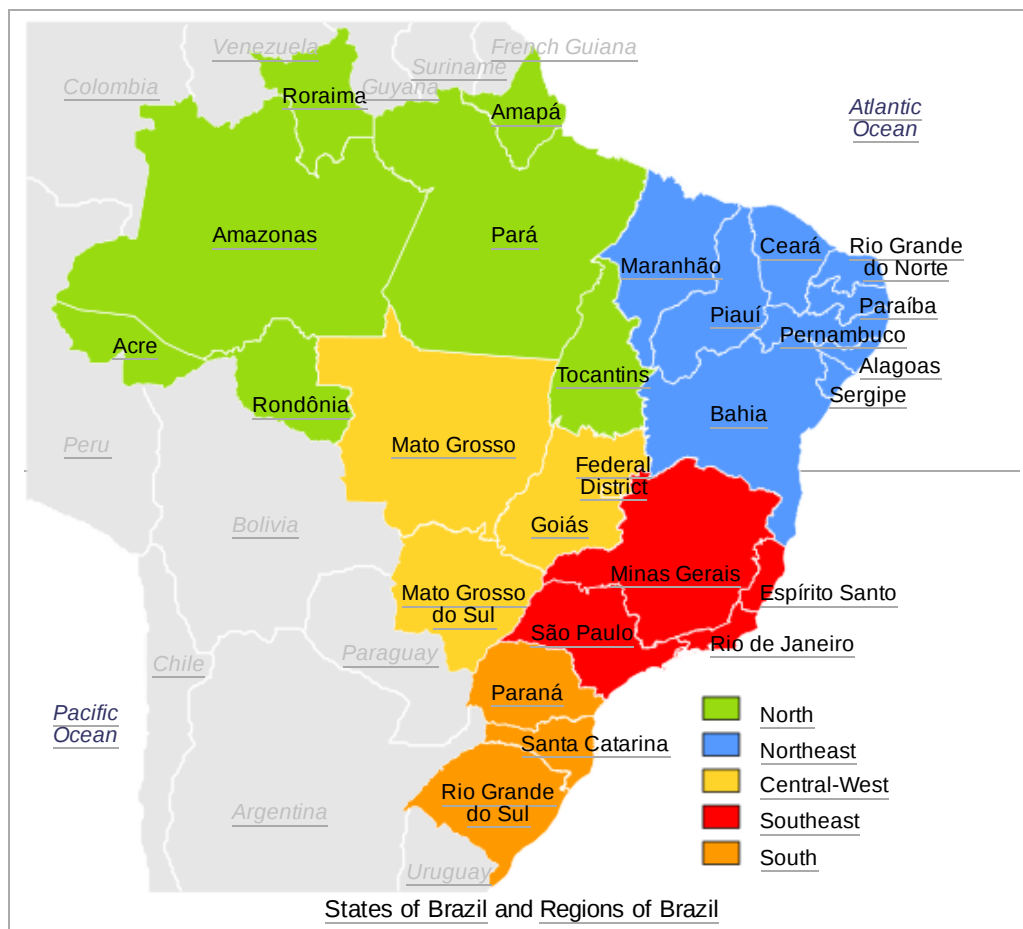 Venezuela
French Guiana
Suriname
Colombia
Guyana
Roraima
Amapá
Atlantic
Ocean
Amazonas
Pará
Maranhão
Ceará
Rio Grande
do Norte
Piauí
Paraíba
Pernambuco
Acre
Alagoas
Tocantins
Sergipe
Rondônia
Bahia
Peru
Mato Grosso
Federal
District
Bolivia
Goiás
Minas Gerais
Espírito Santo
Mato Grosso
do Sul
São Paulo
Rio de Janeiro
Paraguay
Chile
Paraná
Pacific
Ocean
Santa Catarina
Rio Grande
do Sul
Argentina
Uruguay
North
Northeast
Central-West
Southeast
South
States of Brazil and Regions of Brazil